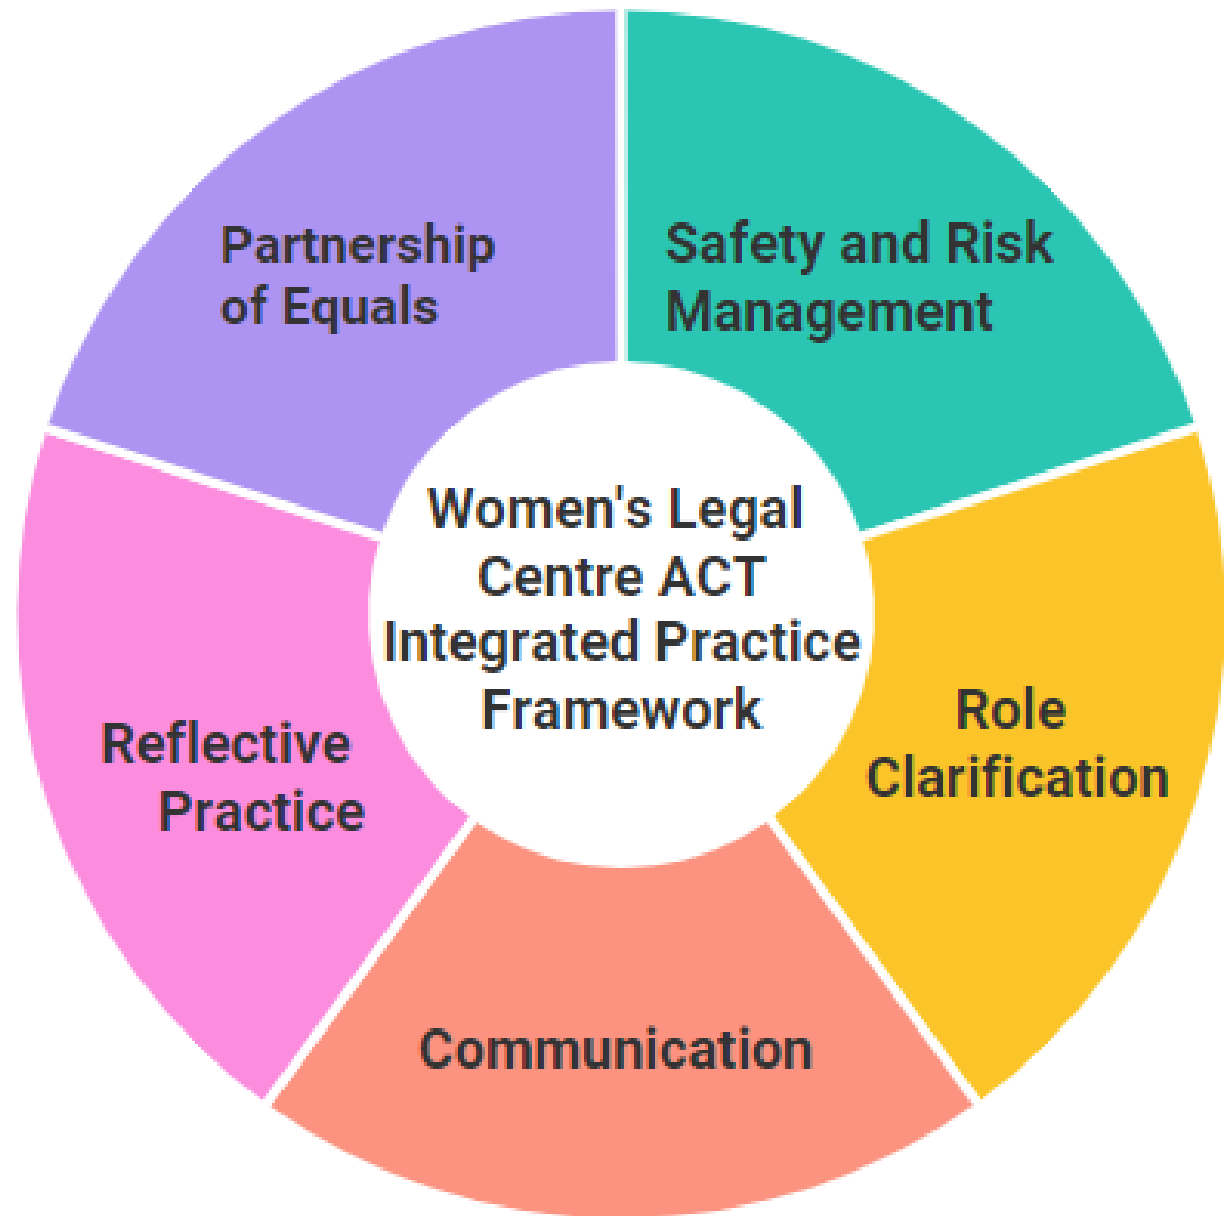 Partnership
of Equals
Safety and Risk
Management
Women's Legal
Centre ACT
Integrated Practice
Framework
Role
Clarification
Reflective
Practice
Communication